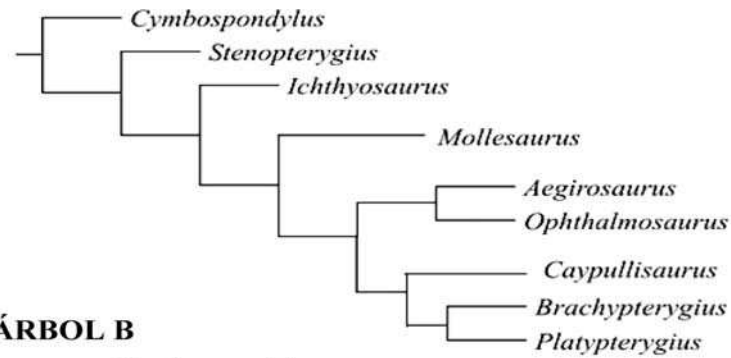 Cymbospondylus
Stenopterygius
Ichthyosaurus
Mollesaurus
Aegirosaurus
Ophthalmosaurus
Caypullisaurus
Brachypterygius
ÁRBOL B
Platypterygius